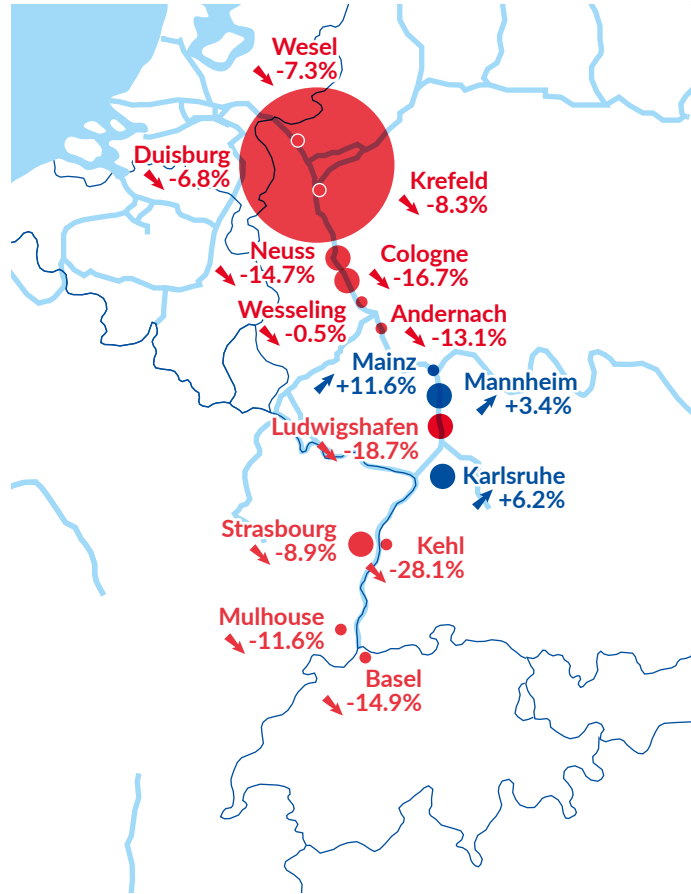 Wesel
-7.3%
Duisburg
-6.8%
Krefeld
-8.3%
Neuss
-14.7%
Cologne
-16.7%
Wesseling
-0.5%
Andernach
-13.1%
Mainz
+11.6%
Mannheim
+3.4%
Ludwigshafen
-18.7%
Karlsruhe
+6.2%
Strasbourg
-8.9%
Kehl
-28.1%
Mulhouse
-11.6%
Basel
-14.9%